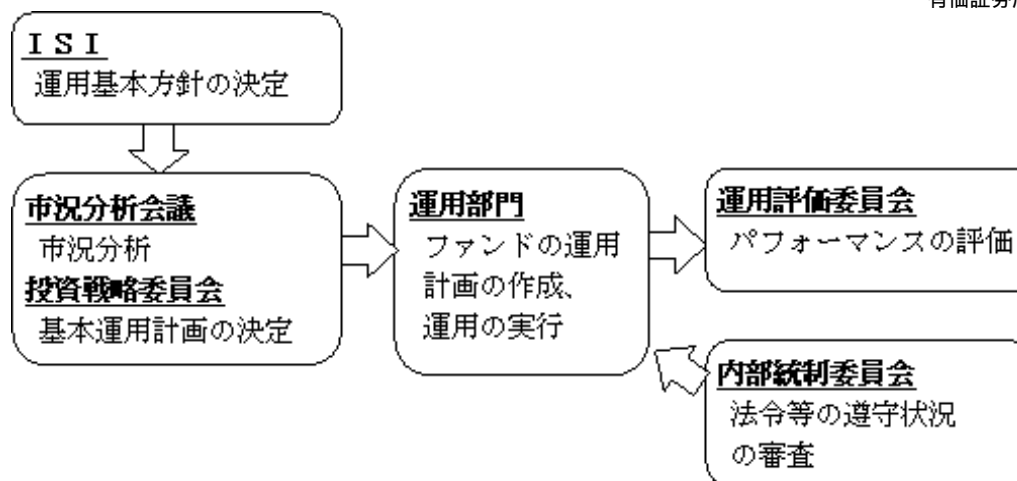 ＩＳＩ
運用基本方針の決定
市況分析会議
市況分析
投資戦略委員会
基本運用計画の決定
運用部門
ファンドの運用
計画の作成、
運用の実行
運用評価委員会
パフォーマンスの評価
内部統制委員会
法令等の遵守状況
の審査